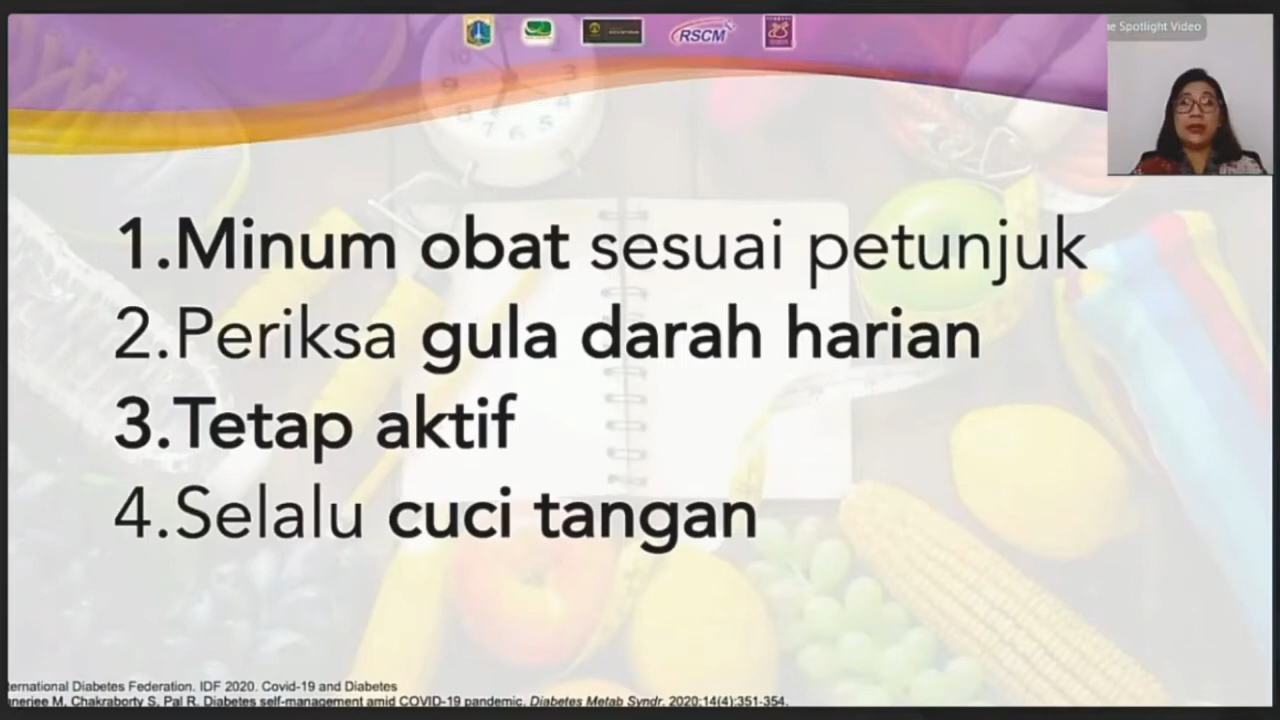 RSCM
e Spotlight Video
1.Minum obat sesuai petunjuk
2.Periksa gula darah harian
3.Tetap aktif
4.Selalu cuci tangan
ternational Diabetes Federation. IDF 2020. Covid-19 and Diabetes
nerjee M, Chakraborty S, Pal R. Diabetes self-management amid COVID-19 pandemic. Diabetes Metab Syndr. 2020;14(4):351-354.